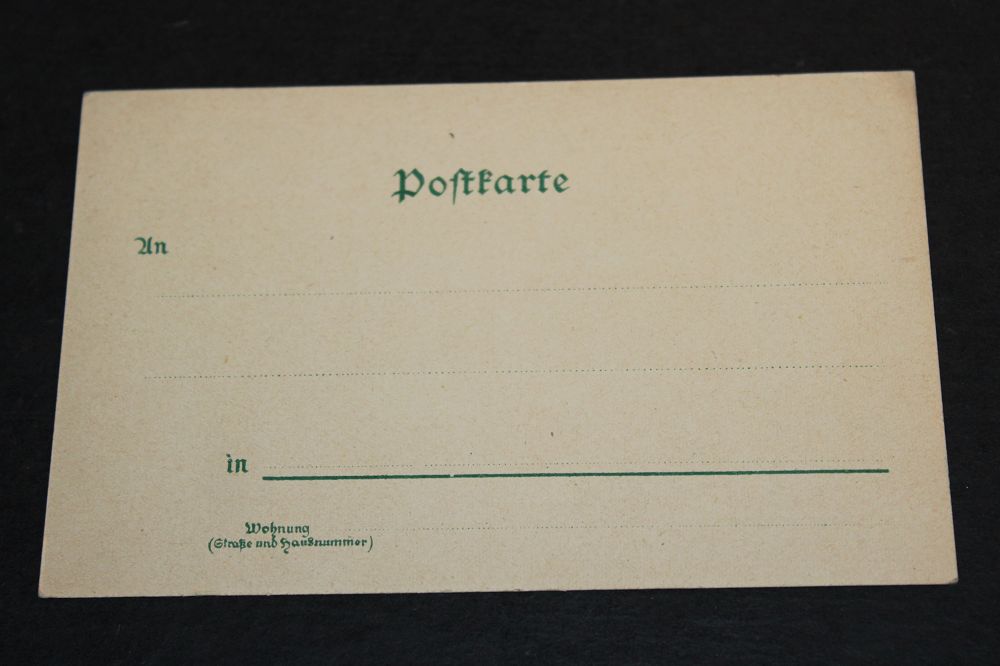 Postkarte
An
in
Wohnung
(Straße und Hausnummer)